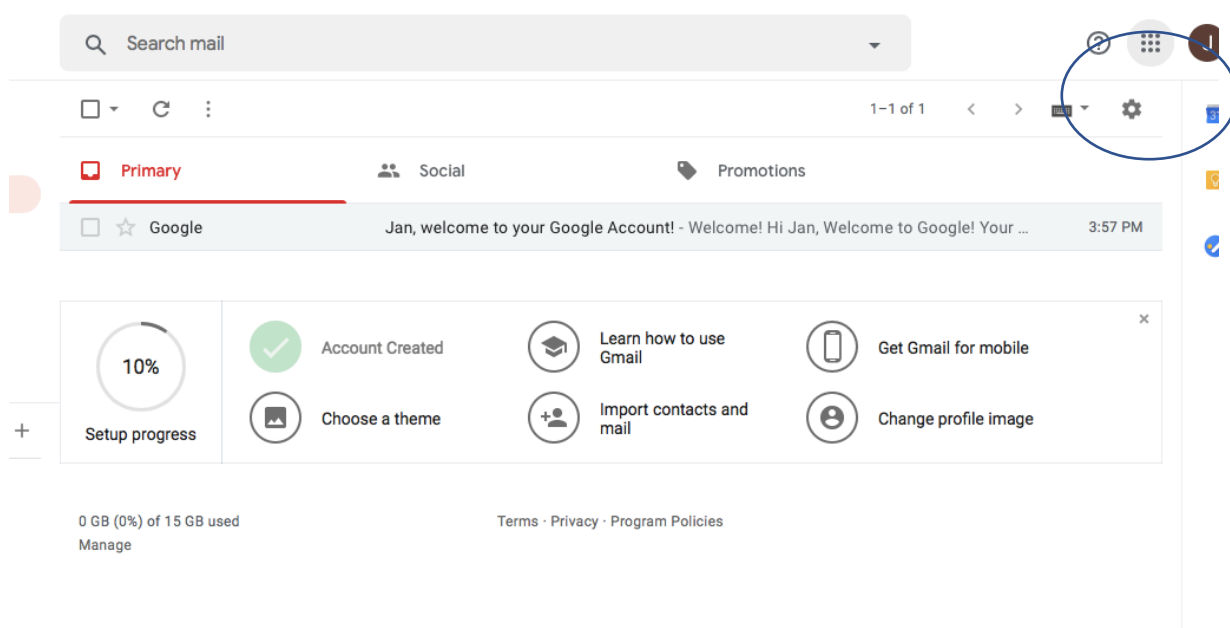 Search mail
J
1–1 of 1
31
Primary
Social
Promotions
Google Jan, welcome to your Google Account! - Welcome! Hi Jan, Welcome to Google! Your ... 3:57 PM
10%
Setup progress
Account Created
Learn how to use
Gmail
Get Gmail for mobile
Choose a theme
Import contacts and
mail
Change profile image
0 GB (0%) of 15 GB used
Manage
Terms · Privacy · Program Policies